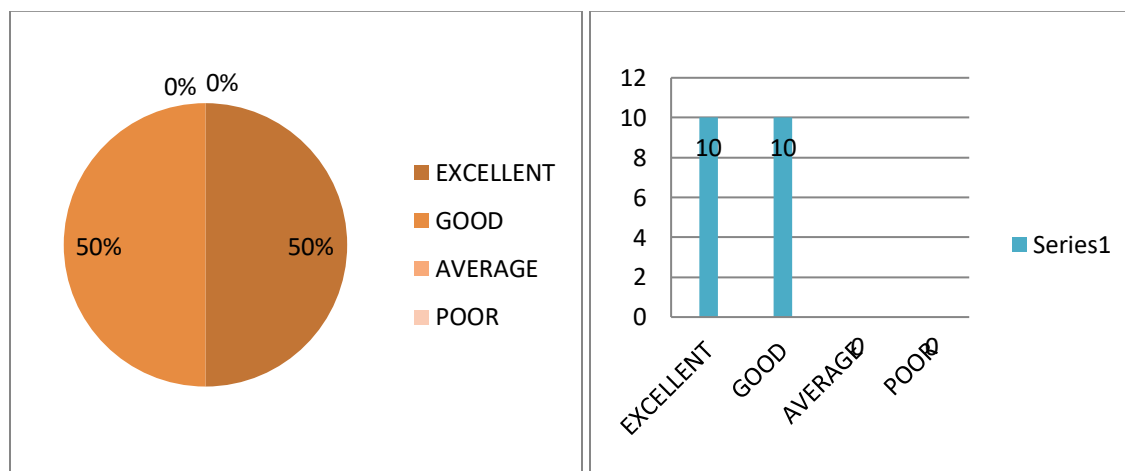 0% 0%
50% 50%
EXCELLENT
GOOD
AVERAGE
POOR
12
10
8
6
4
2
0
10 10 0 0
EXCELLENT GOOD AVERAGE POOR
Series1